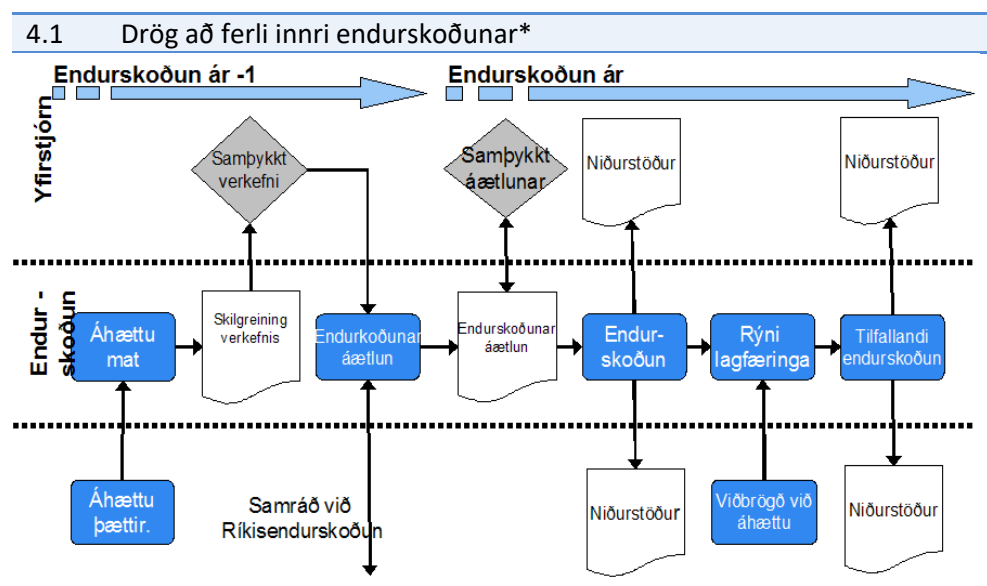 4.1 Drög að ferli innri endurskoðunar*
Endurskoðun ár -1
Endurskoðun ár
Yfirstjórn
Samþykkt
verkefni
Samþykkt
áætlunar
Niðurstöður
Niðurstöður
Endur -
skoðun
Áhættu
mat
Skilgreining
verkefnis
Endurkoðunar
áætlun
Endurskoðunar
áætlun
Endur-
skoðun
Rýni
lagfæringa
Tilfallandi
endurskoðun
Áhættu
þættir.
Samráð við
Ríkisendurskoðun
Niðurstöður
Viðbrögð við
áhættu
Niðurstöður